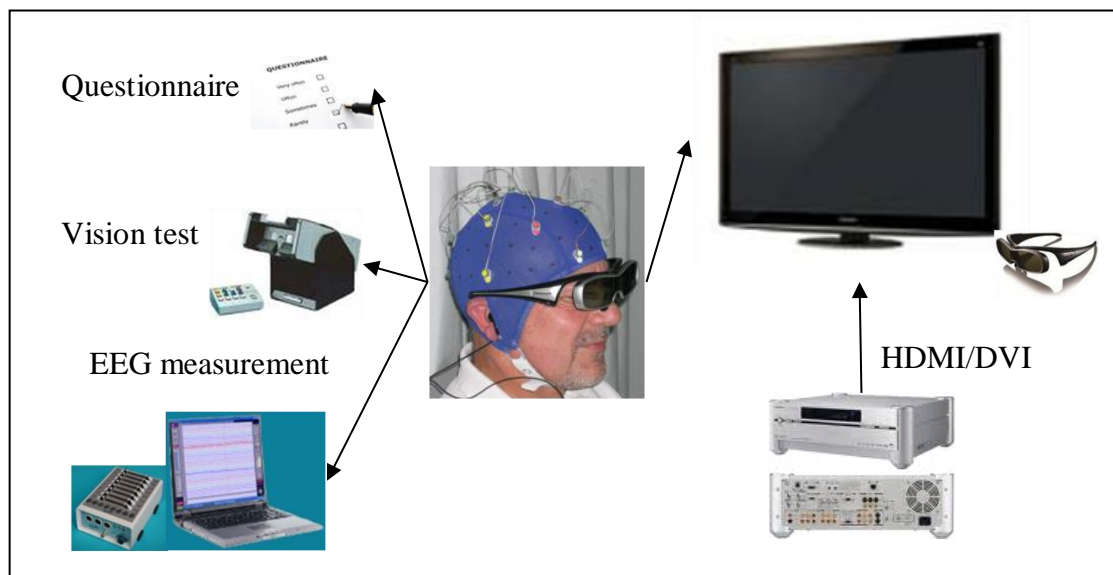 Questionnaire
QUESTIONNAIRE
Very often
Often
Sometimes
Rarely
Vision test
EEG measurement
HDMI/DVI